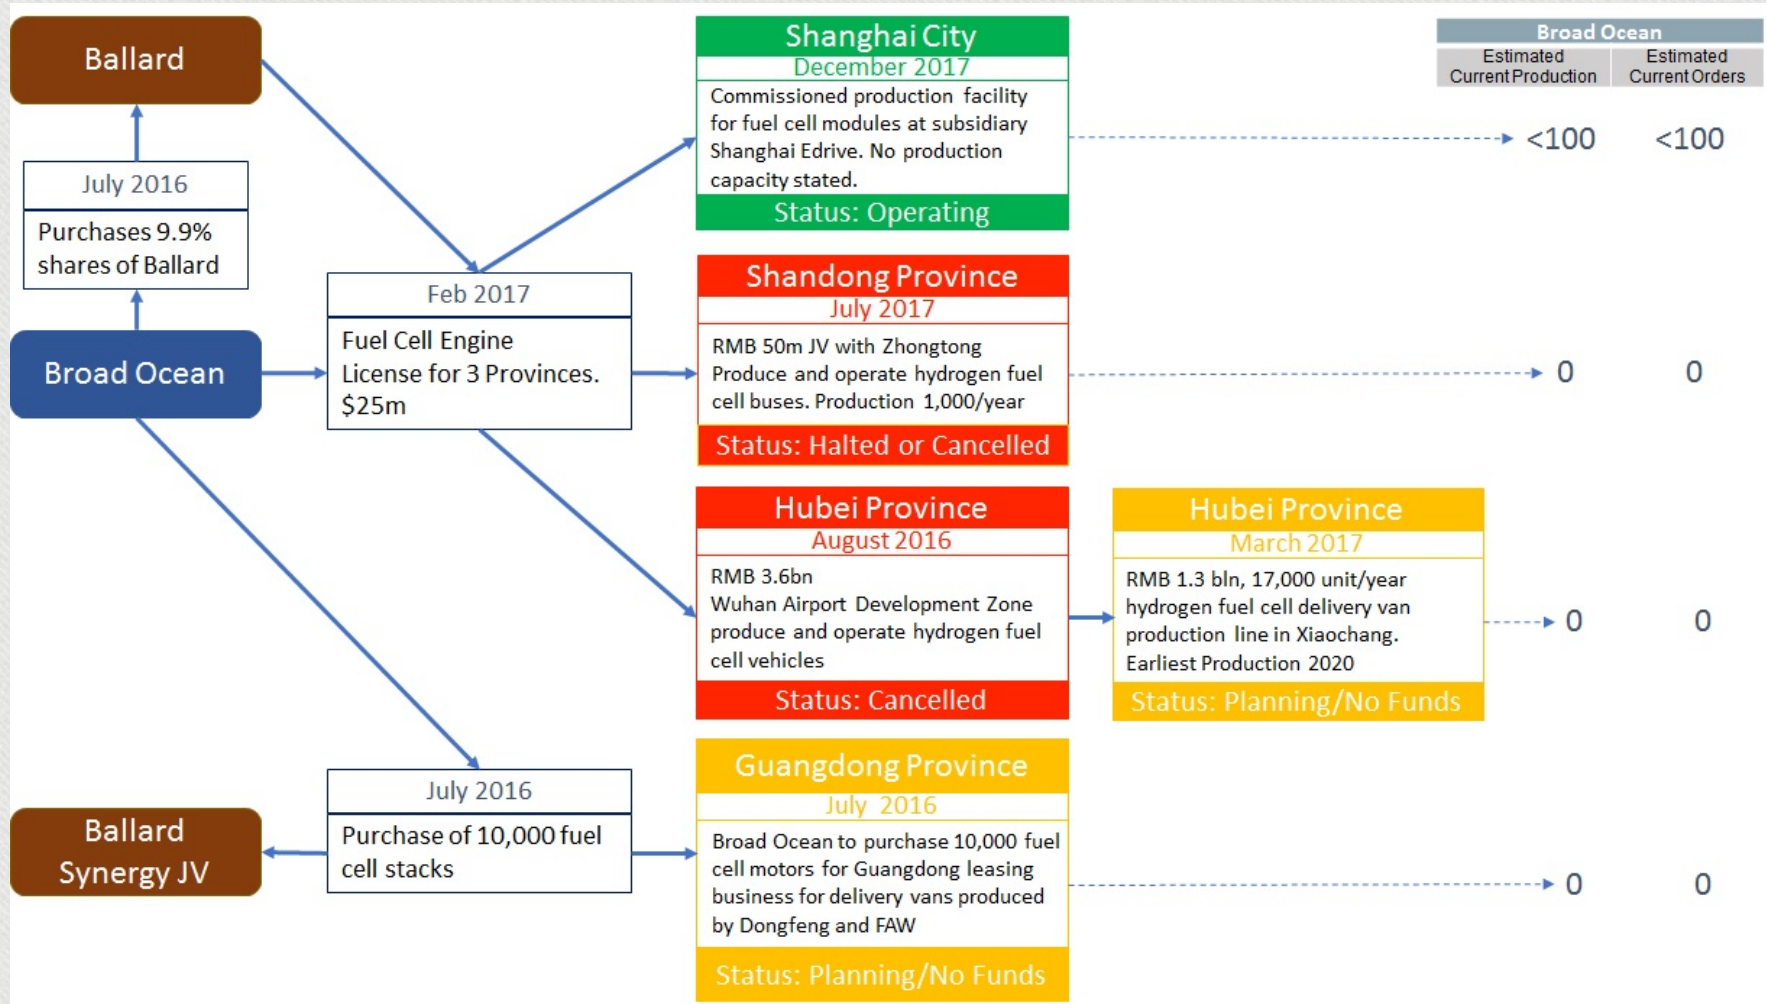 Ballard
July 2016
Purchases 9.9%
shares of Ballard
Broad Ocean
Feb 2017
Fuel Cell Engine
License for 3 Provinces.
$25m
July 2016
Purchase of 10,000 fuel
cell stacks
Ballard
Synergy JV
Shanghai City
December 2017
Commissioned production facility
for fuel cell modules at subsidiary
Shanghai Edrive. No production
capacity stated.
Status: Operating
Shandong Province
July 2017
RMB 50m JV with Zhongtong
Produce and operate hydrogen fuel
cell buses. Production 1,000/year
Status: Halted or Cancelled
Hubei Province
August 2016
RMB 3.6bn
Wuhan Airport Development Zone
produce and operate hydrogen fuel
cell vehicles
Status: Cancelled
Hubei Province
March 2017
RMB 1.3 bln, 17,000 unit/year
hydrogen fuel cell delivery van
production line in Xiaochang.
Earliest Production 2020
Status: Planning/No Funds
Guangdong Province
July 2016
Broad Ocean to purchase 10,000 fuel
cell motors for Guangdong leasing
business for delivery vans produced
by Dongfeng and FAW
Status: Planning/No Funds
Broad Ocean
Estimated
Current Production
Estimated
Current Orders
<100 <100
0 0
0 0
0 0